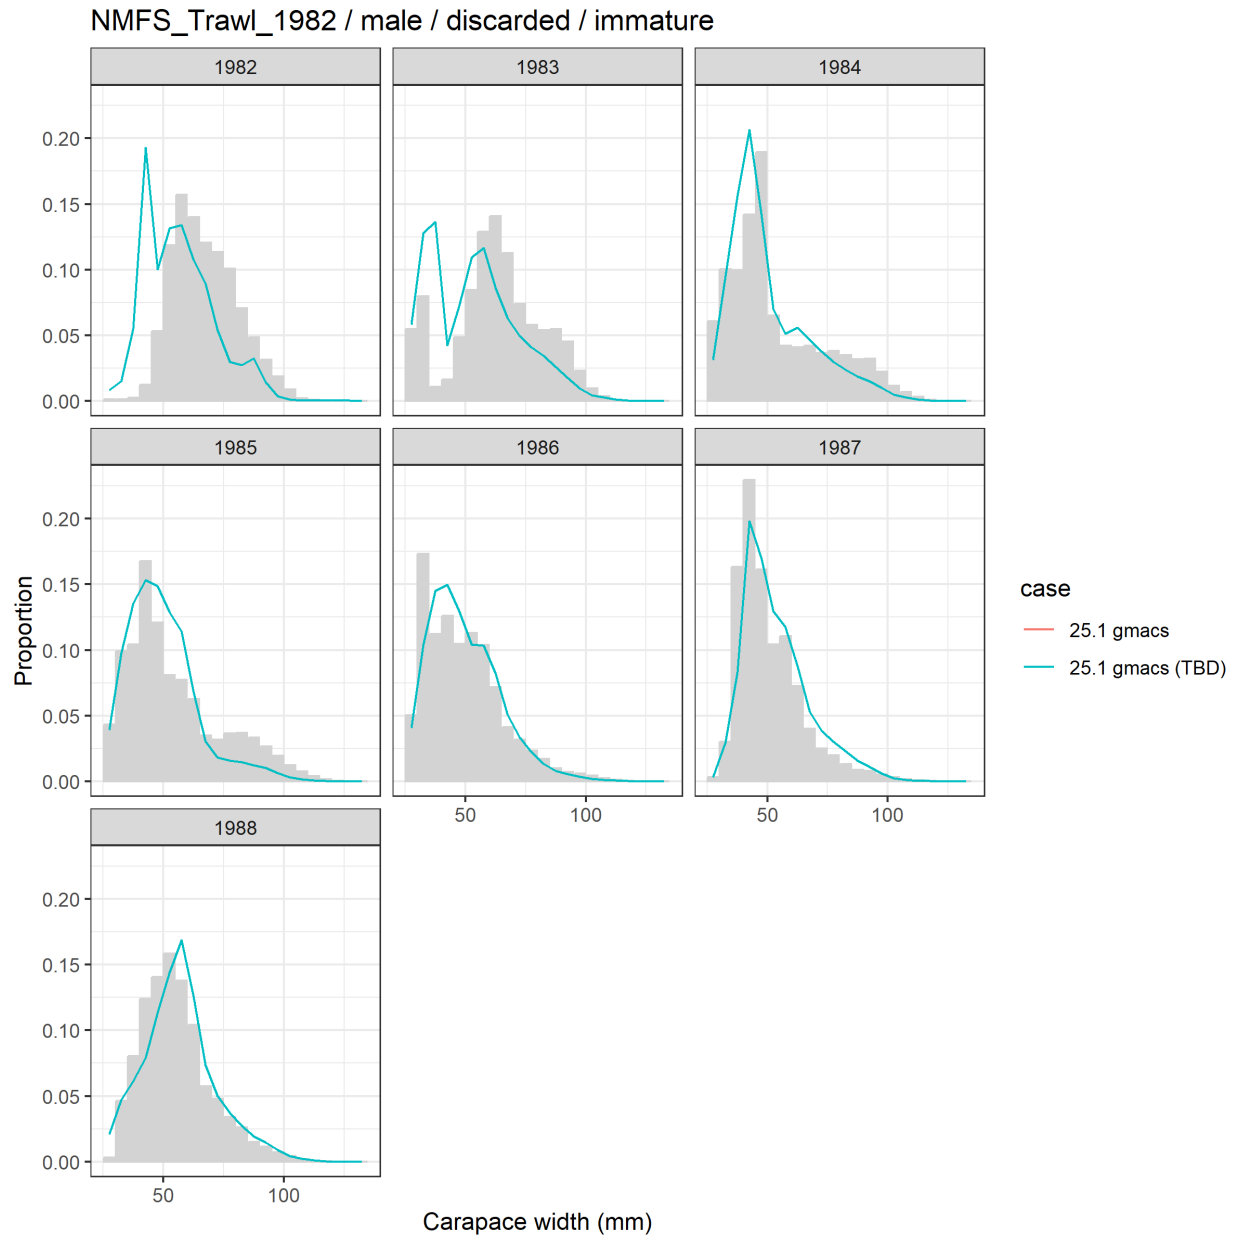 NMFS_Trawl_1982 / male / discarded / immature
1982 1983 1984
0.20
0.15
0.10
0.05
0.00
1985 1986 1987
0.20
0.15
0.10
0.05
0.00
50 100 50 100
1988
0.20
0.15
0.10
0.05
0.00
50 100
Proportion
Carapace width (mm)
case
25.1 gmacs
25.1 gmacs (TBD)